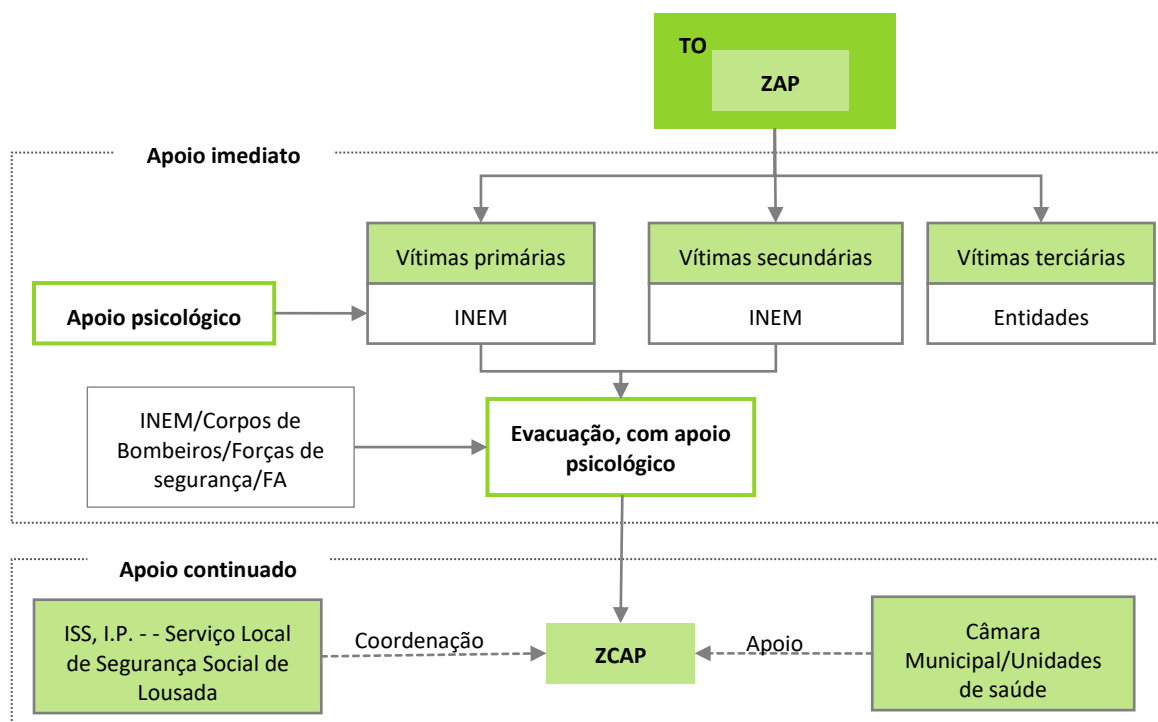 TO
ZAP
Apoio imediato
Vítimas primárias
Vítimas secundárias
Vítimas terciárias
Apoio psicológico
INEM
INEM
Entidades
INEM/Corpos de
Bombeiros/Forças de
segurança/FA
Evacuação, com apoio
psicológico
Apoio continuado
ISS, I.P. - - Serviço Local
de Segurança Social de
Lousada
Coordenação
ZCAP
Apoio
Câmara
Municipal/Unidades
de saúde